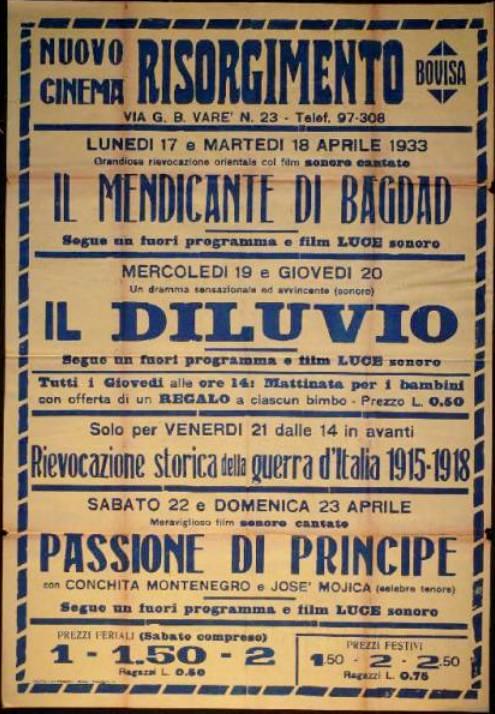 NUOVO CINEMA RISORGIMENTO BOVISA
VIA G. B. VARE' N. 23 - Telef. 97-308
LUNEDI 17 e MARTEDI 18 APRILE 1933
Grandiosa rievocazione orientale col film sonoro cantato
IL MENDICANTE DI BAGDAD
Segue un fuori programma e film LUCE sonoro
MERCOLEDI 19 e GIOVEDI 20
Un dramma sensazionale ed avvincente (sonoro)
IL DILUVIO
Segue un fuori programma e film LUCE sonoro
Tutti i Giovedi alle ore 14: Mattinata per i bambini
con offerta di un REGALO a ciascun bimbo - Prezzo L. 0.50
Solo per VENERDI 21 dalle 14 in avanti
Rievocazione storica della guerra d'Italia 1915-1918
SABATO 22 e DOMENICA 23 APRILE
Meraviglioso film sonoro cantato
PASSIONE DI PRINCIPE
con CONCHITA MONTENEGRO e JOSE' MOJICA (celebre tenore)
Segue un fuori programma e film LUCE sonoro
PREZZI FERIALI (Sabato compreso)
1 - 1.50 - 2
Ragazzi L. 0.50
PREZZI FESTIVI
1.50 - 2 - 2.50
Ragazzi L. 0.75